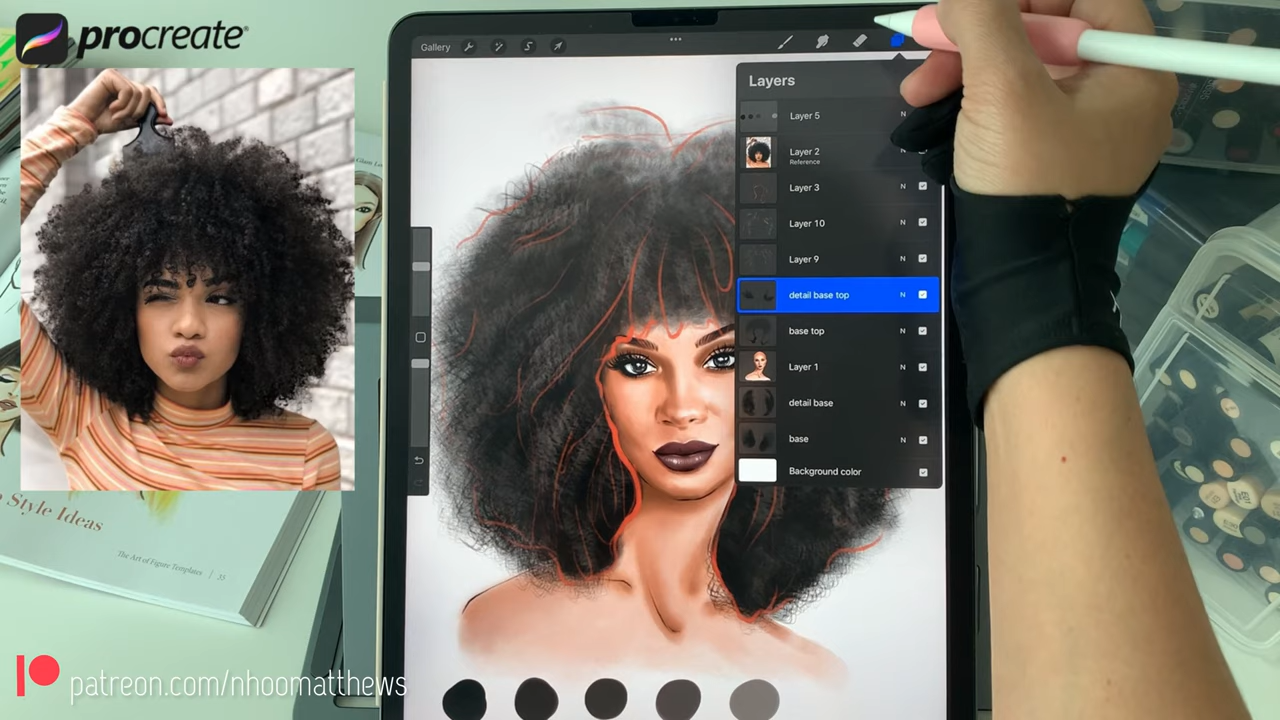 procreate®
Gallery
Layers
Layer 5 N
Layer 2
Reference
Layer 3 N
Layer 10 N
Layer 9 N
detail base top N
base top N
Layer 1 N
detail base N
base N
Background color
Style Ideas
The Art of Figure Templates | 35
patreon.com/nhoomatthews